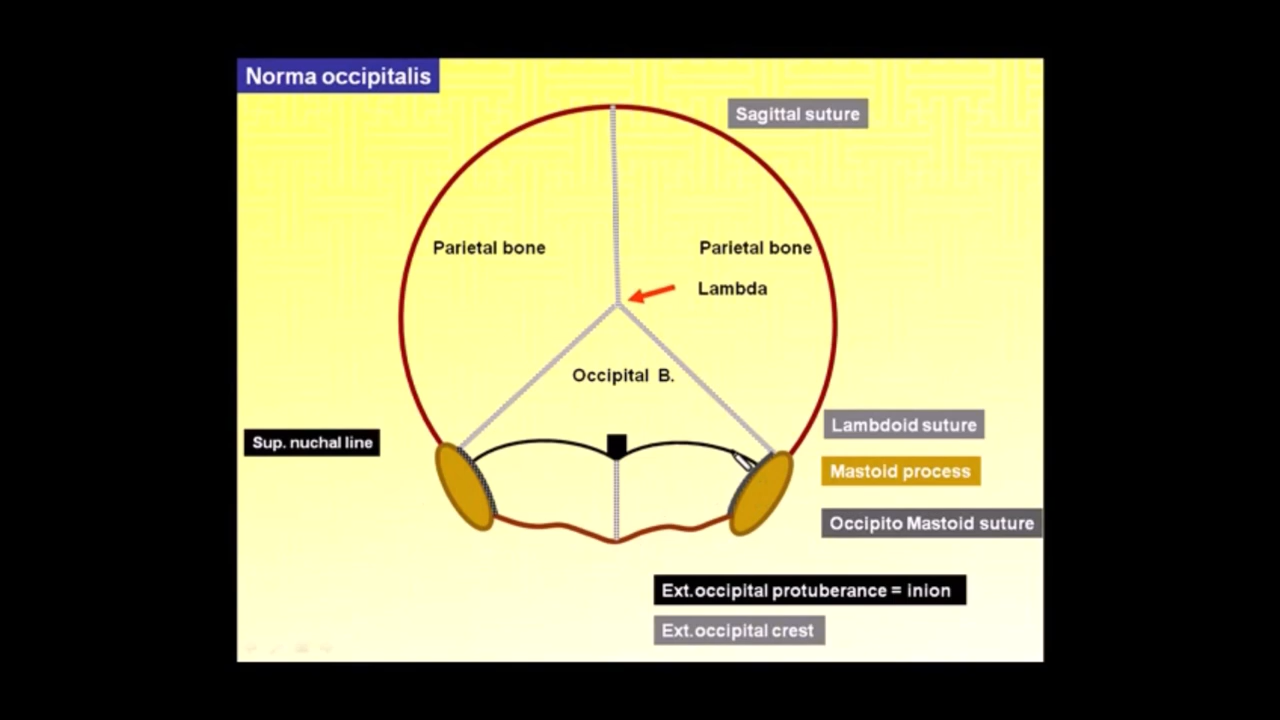 Norma occipitalis
Sagittal suture
Parietal bone
Parietal bone
Lambda
Occipital B.
Lambdoid suture
Sup. nuchal line
Mastoid process
Occipito Mastoid suture
Ext.occipital protuberance = inion
Ext.occipital crest